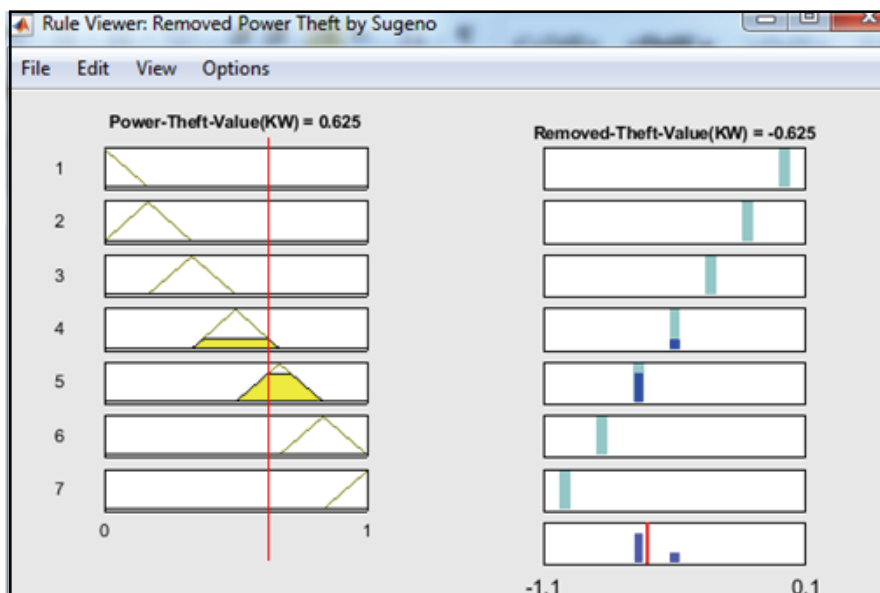 Rule Viewer: Removed Power Theft by Sugeno
File Edit View Options
Power-Theft-Value(KW) = 0.625
Removed-Theft-Value(KW) = -0.625
1
2
3
4
5
6
7
0 1
-1.1 0.1